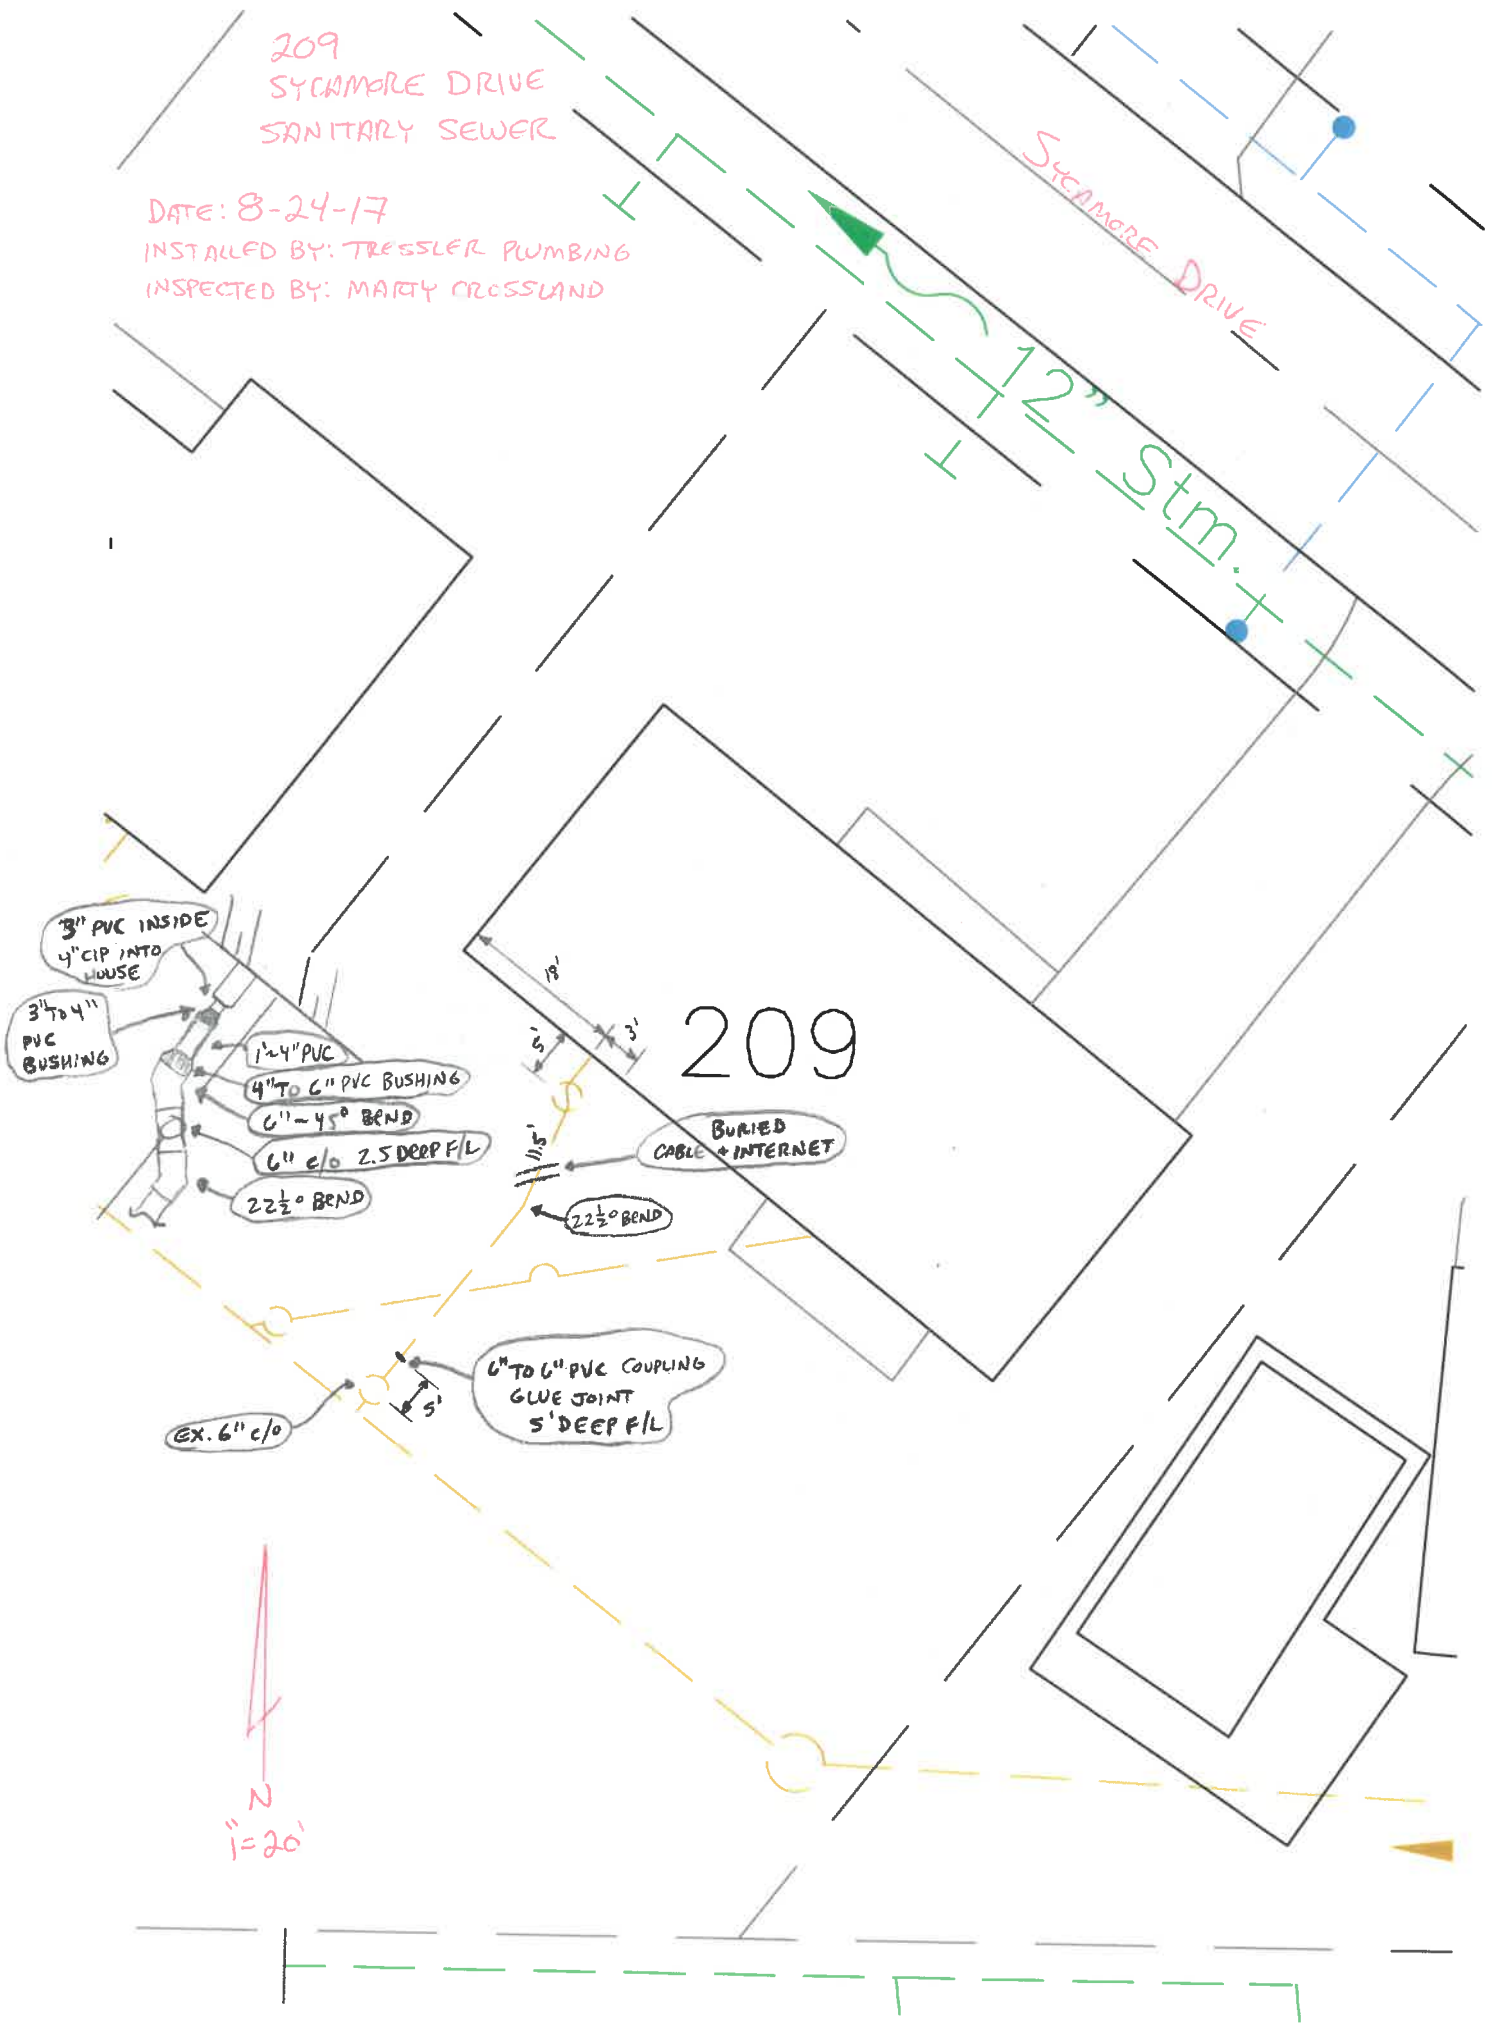 209
SYCAMORE DRIVE
SANITARY SEWER
DATE: 8-24-17
INSTALLED BY: TRESSLER PLUMBING
INSPECTED BY: MARTY CROSSLAND
SYCAMORE DRIVE
12" Stm.
3" PVC INSIDE
4" CIP INTO
HOUSE
3" TO 4"
PVC
BUSHING
1'~4" PVC
4" TO 6" PVC BUSHING
6"~45° BEND
6" c/o 2.5 DEEP F/L
22½° BEND
18'
3'
5'
209
S
11.5'
BURIED
CABLE + INTERNET
22½° BEND
6" TO 6" PVC COUPLING
GLUE JOINT
5' DEEP F/L
5'
EX. 6" c/o
N
1"=20'